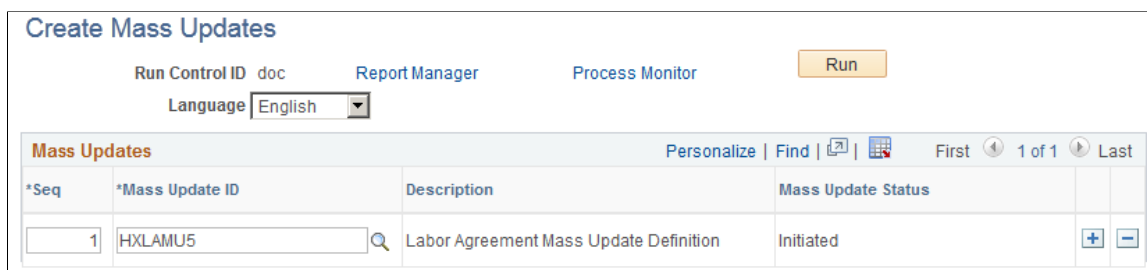 Create Mass Updates
Run Control ID doc Report Manager Process Monitor Run
Language English
Mass Updates Personalize | Find | | First 1 of 1 Last
*Seq *Mass Update ID Description Mass Update Status
1 HXLAMU5 Labor Agreement Mass Update Definition Initiated